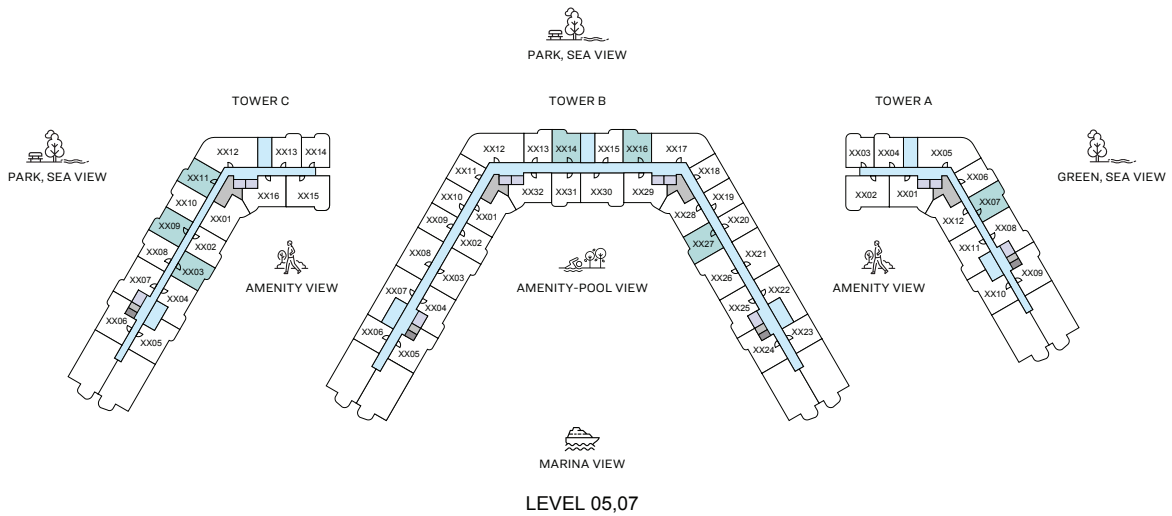 PARK, SEA VIEW
TOWER C
TOWER B
TOWER A
PARK, SEA VIEW
GREEN, SEA VIEW
XX12
XX13
XX14
XX11
XX10
XX01
XX16
XX15
XX09
XX02
XX08
XX03
XX07
XX04
XX06
XX05
XX12
XX13
XX14
XX15
XX16
XX17
XX11
XX32
XX31
XX30
XX29
XX18
XX10
XX01
XX28
XX19
XX09
XX02
XX27
XX20
XX08
XX03
XX26
XX21
XX07
XX04
XX25
XX22
XX06
XX05
XX24
XX23
XX03
XX04
XX05
XX02
XX01
XX06
XX12
XX07
XX11
XX08
XX10
XX09
AMENITY VIEW
AMENITY-POOL VIEW
AMENITY VIEW
MARINA VIEW
LEVEL 05,07